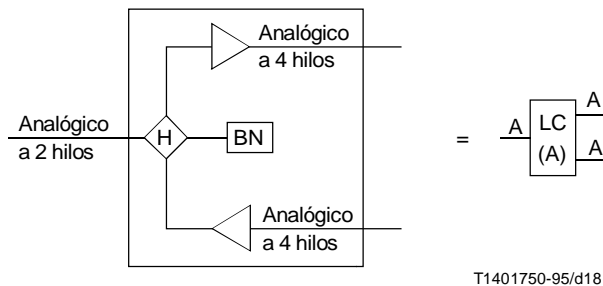 Analógico
a 4 hilos
Analógico
a 2 hilos
H
BN
Analógico
a 4 hilos
=
A
LC
(A)
A
A
T1401750-95/d18